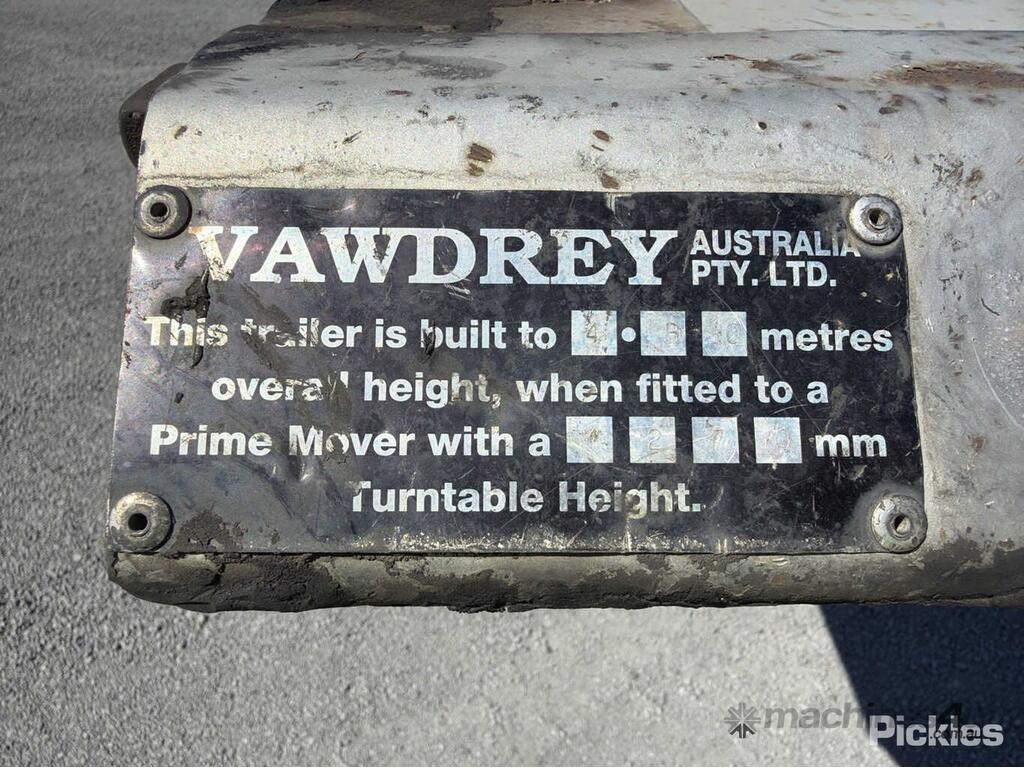 VAWDREY AUSTRALIA PTY. LTD.
This trailer is built to 4 • metres
overall height, when fitted to a
Prime Mover with a mm
Turntable Height.
Pickles